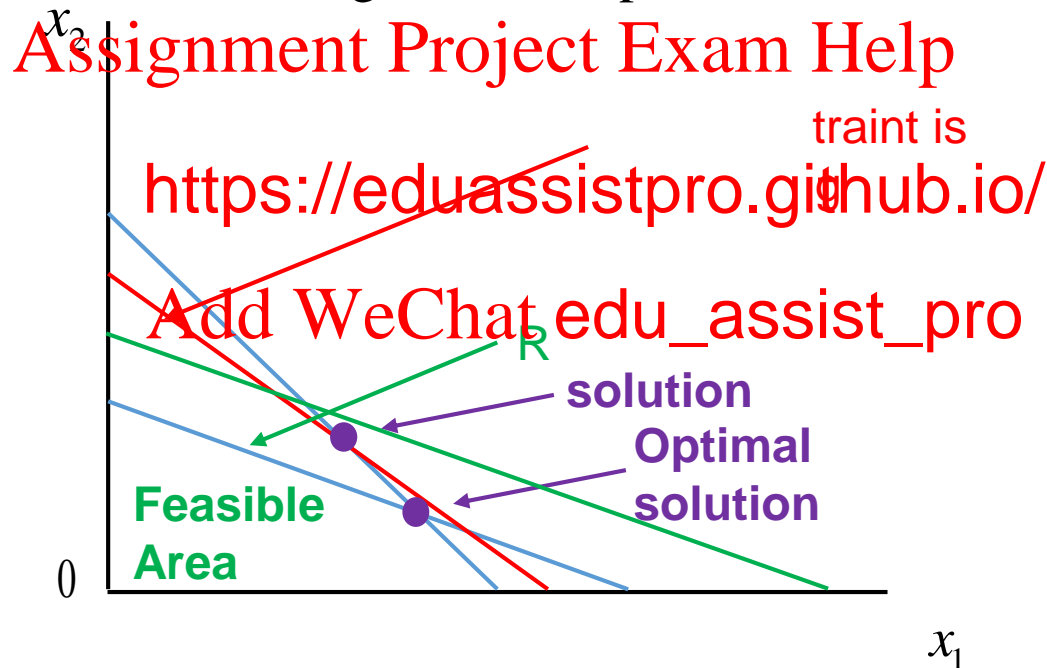 x₂
Assignment Project Exam Help
traint is
https://eduassistpro.github.io/
g
Add WeChat edu_assist_pro
R
solution
Optimal
solution
Feasible
Area
0
x₁